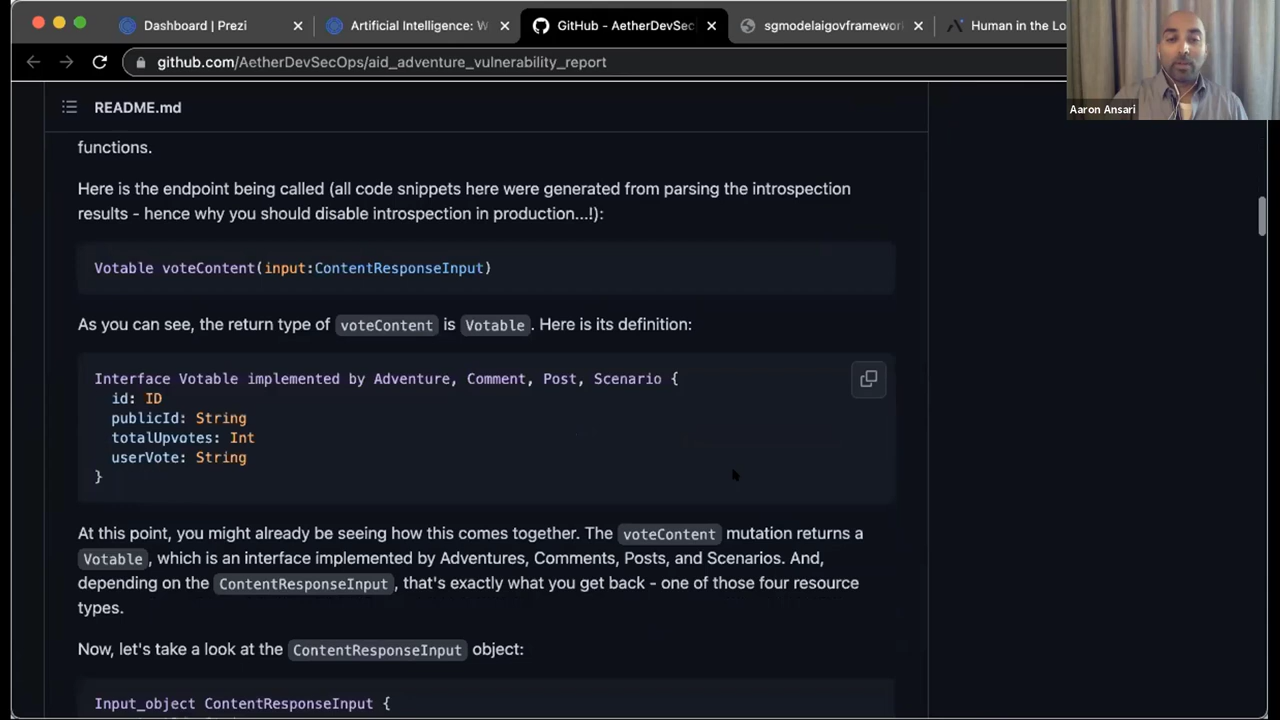 Dashboard | Prezi
Artificial Intelligence: W
GitHub - AetherDevSec
sgmodelaigovframework
Human in the Lo
github.com/AetherDevSecOps/aid_adventure_vulnerability_report
Aaron Ansari
README.md
functions.
Here is the endpoint being called (all code snippets here were generated from parsing the introspection
results - hence why you should disable introspection in production...!):
Votable voteContent(input:ContentResponseInput)
As you can see, the return type of voteContent is Votable. Here is its definition:
Interface Votable implemented by Adventure, Comment, Post, Scenario {
id: ID
publicId: String
totalUpvotes: Int
userVote: String
}
At this point, you might already be seeing how this comes together. The voteContent mutation returns a
Votable, which is an interface implemented by Adventures, Comments, Posts, and Scenarios. And,
depending on the ContentResponseInput, that's exactly what you get back - one of those four resource
types.
Now, let's take a look at the ContentResponseInput object:
Input_object ContentResponseInput {